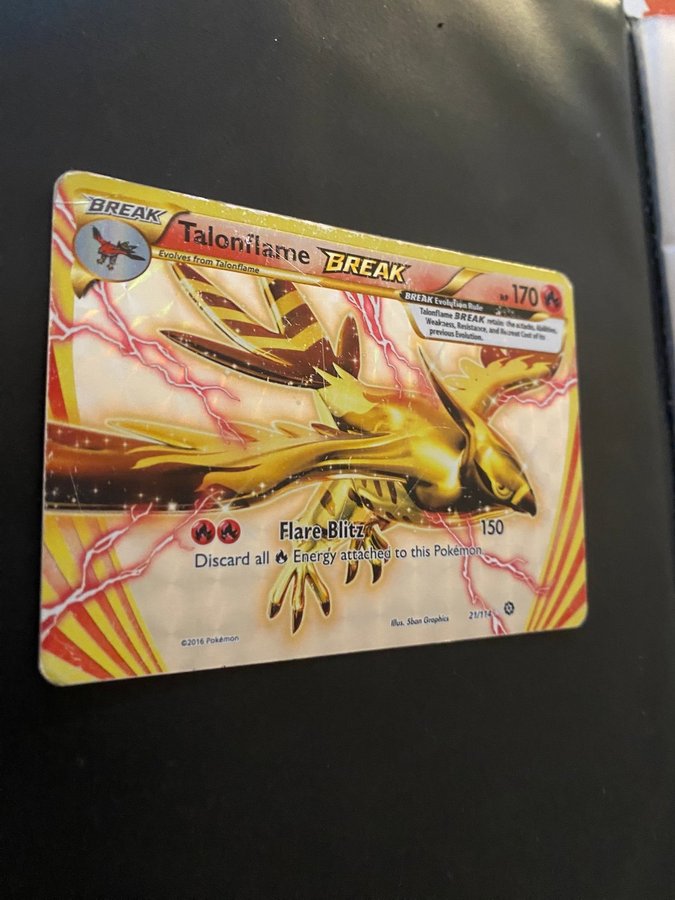 BREAK
Talonflame BREAK
Evolves from Talonflame
HP 170
BREAK Evolution Rule
Talonflame BREAK retains the attacks, Abilities,
Weakness, Resistance, and Retreat Cost of its
previous Evolution.
Flare Blitz 150
Discard all Energy attached to this Pokémon.
Illus. 5ban Graphics 21/114
©2016 Pokémon